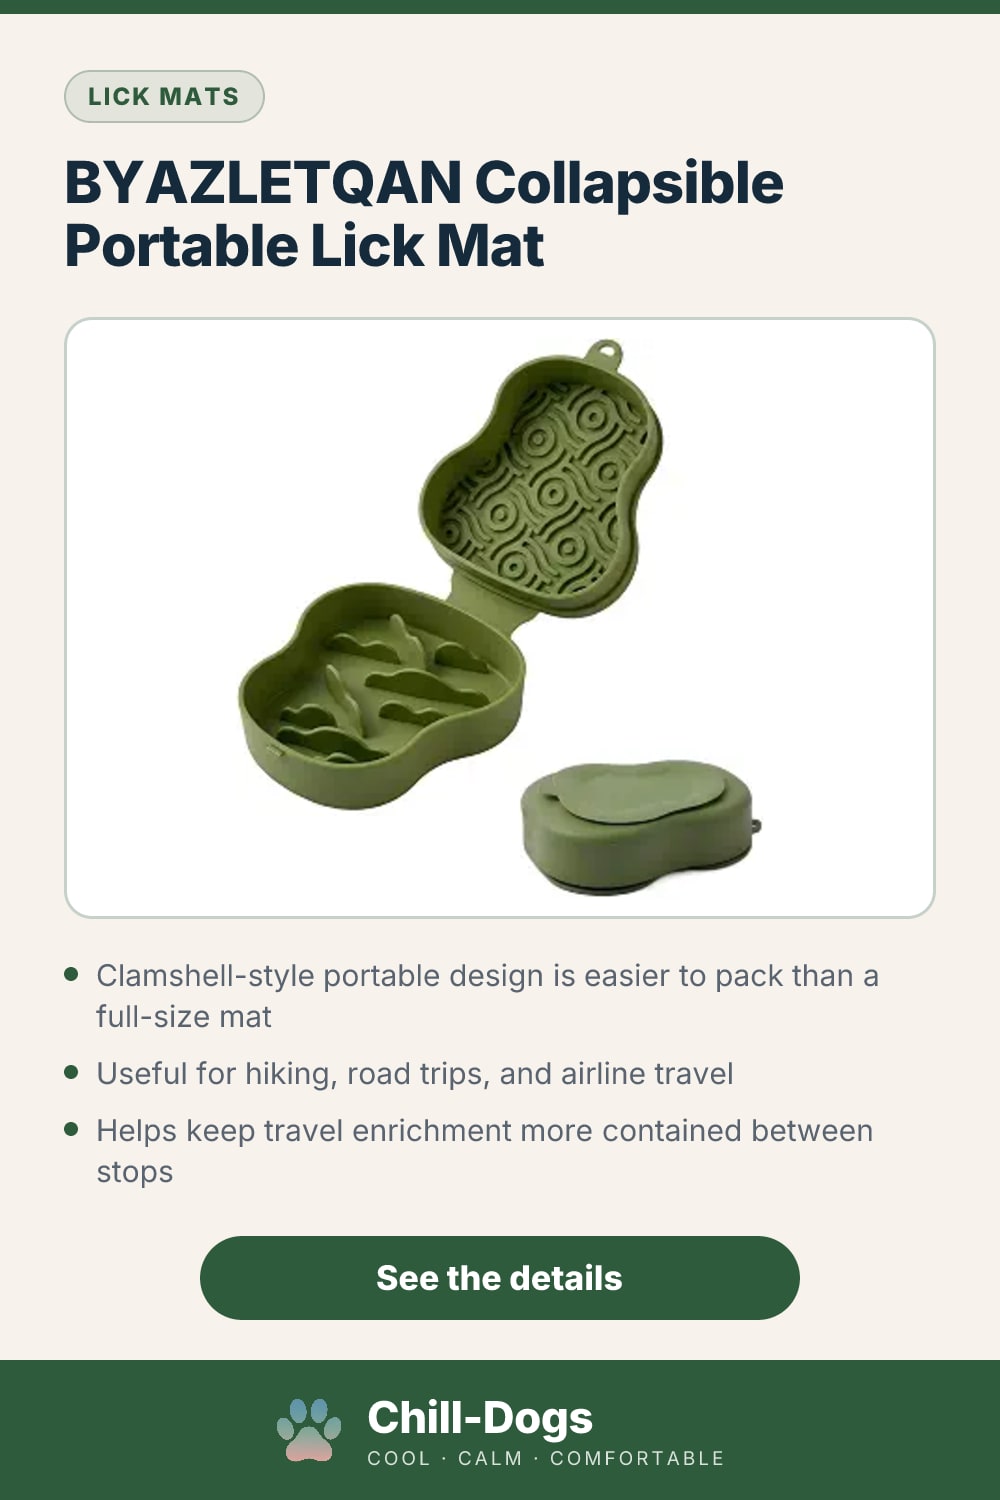 LICK MATS
BYAZLETQAN Collapsible
Portable Lick Mat
Clamshell-style portable design is easier to pack than a
full-size mat
Useful for hiking, road trips, and airline travel
Helps keep travel enrichment more contained between
stops
See the details
Chill-Dogs
COOL · CALM · COMFORTABLE